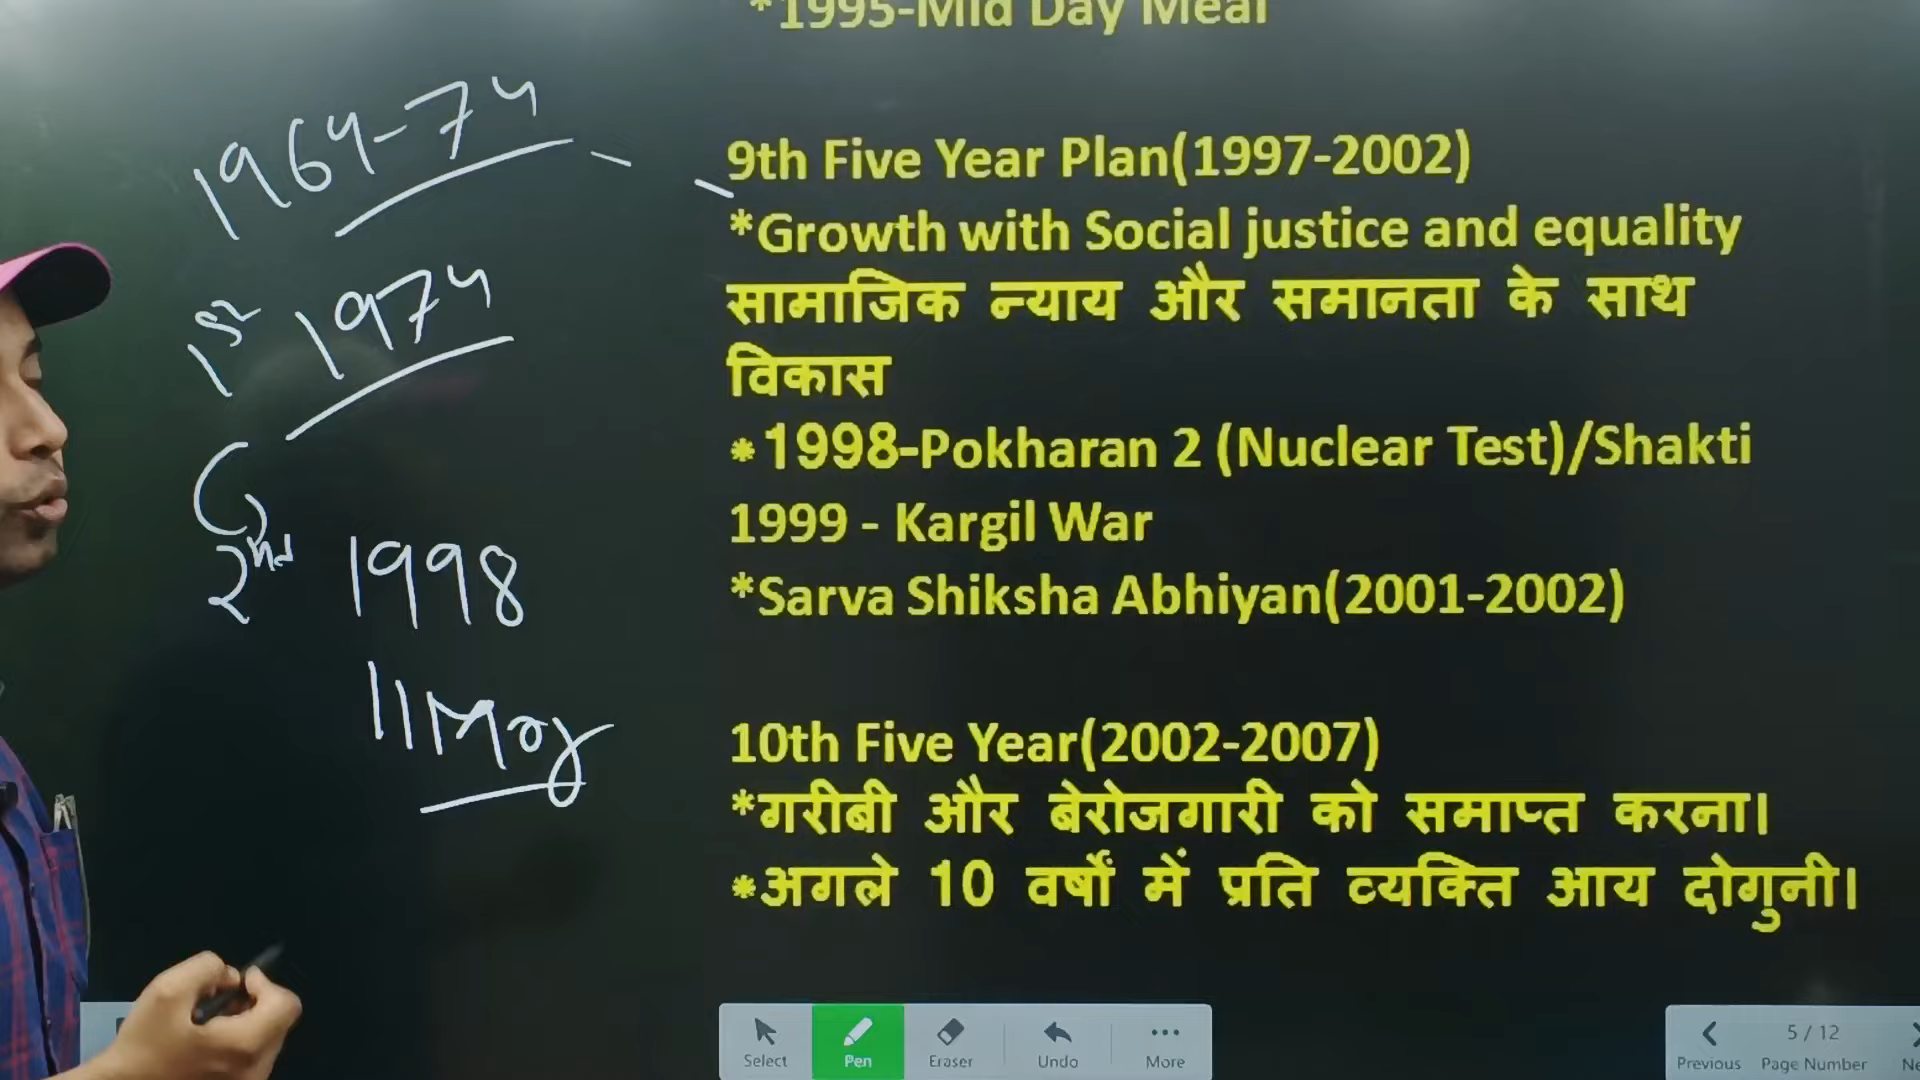 *1995-Mid Day Meal
1964-74
9th Five Year Plan(1997-2002)
*Growth with Social justice and equality
सामाजिक न्याय और समानता के साथ
विकास
1st 1974
*1998-Pokharan 2 (Nuclear Test)/Shakti
1999 - Kargil War
2nd 1998
*Sarva Shiksha Abhiyan(2001-2002)
11 May
10th Five Year(2002-2007)
*गरीबी और बेरोजगारी को समाप्त करना।
*अगले 10 वर्षों में प्रति व्यक्ति आय दोगुनी।
Select Pen Eraser Undo More
5 / 12
Previous Page Number